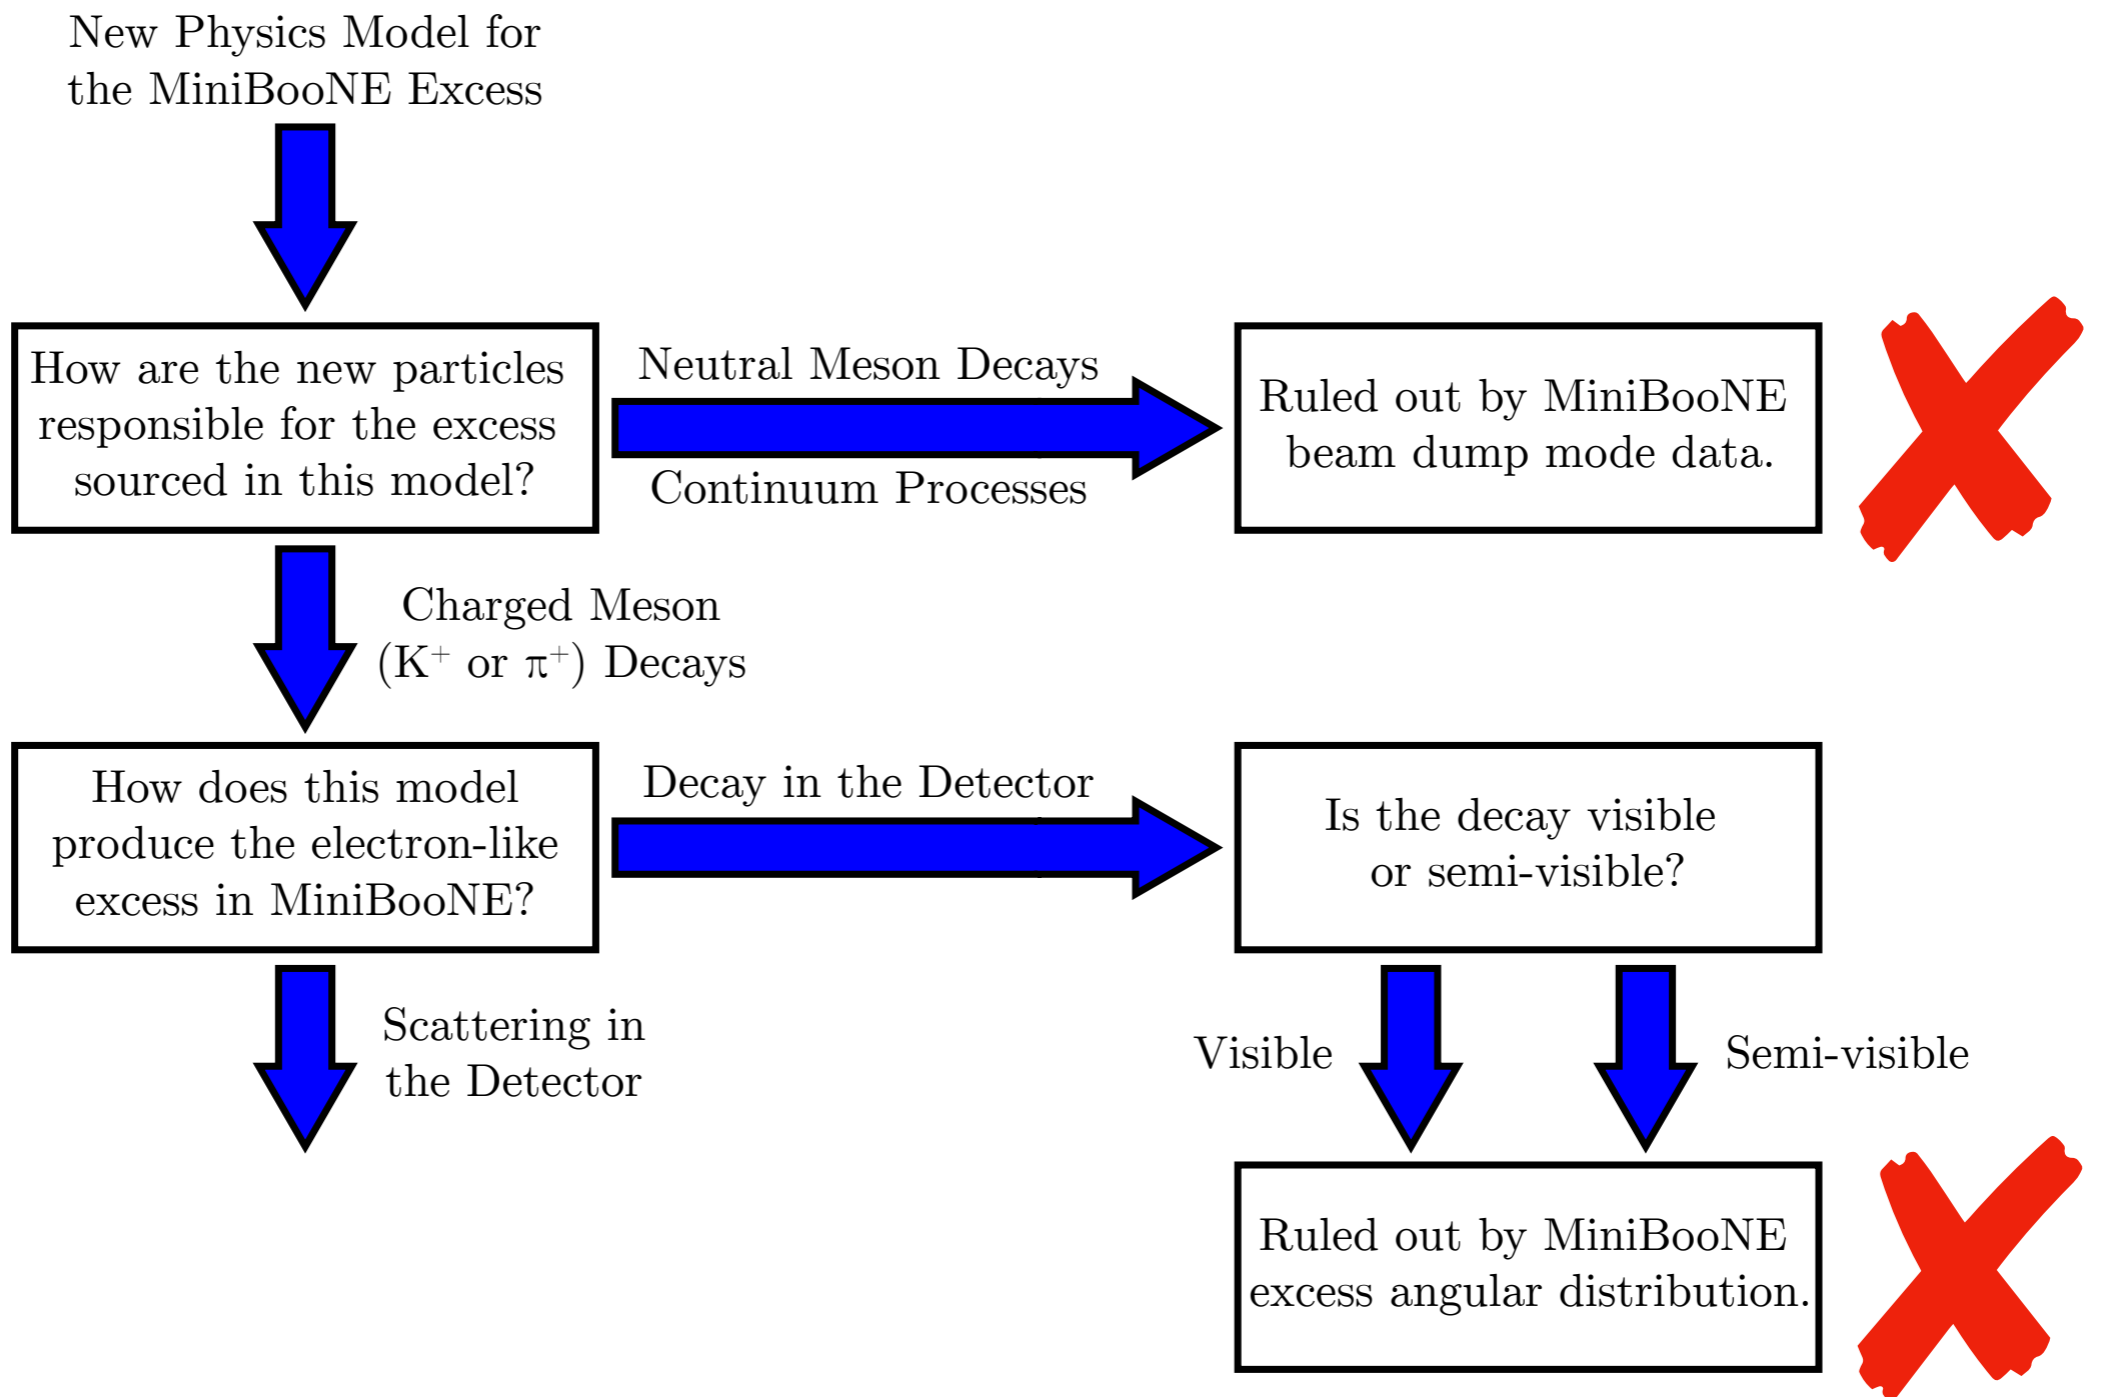 New Physics Model for
the MiniBooNE Excess
How are the new particles
responsible for the excess
sourced in this model?
Neutral Meson Decays
Continuum Processes
Ruled out by MiniBooNE
beam dump mode data.
Charged Meson
(K⁺ or π⁺) Decays
How does this model
produce the electron-like
excess in MiniBooNE?
Decay in the Detector
Is the decay visible
or semi-visible?
Scattering in
the Detector
Visible
Semi-visible
Ruled out by MiniBooNE
excess angular distribution.